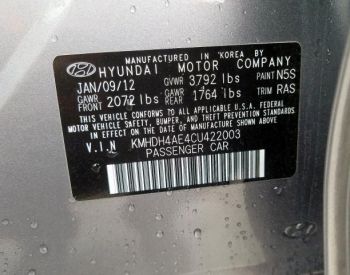 MANUFACTURED IN KOREA BY
HYUNDAI MOTOR COMPANY
JAN/09/12 GVWR 3792 lbs PAINT N5S
GAWR FRONT 2072 lbs GAWR REAR 1764 lbs TRIM RAS
THIS VEHICLE CONFORMS TO ALL APPLICABLE
U.S. FEDERAL MOTOR VEHICLE SAFETY
BUMPER, AND THEFT PREVENTION STANDARDS
IN EFFECT ON THE DATE OF MANUFACTURE
SHOWN ABOVE.
V.I.N KMHDH4AE4CU422003
PASSENGER CAR